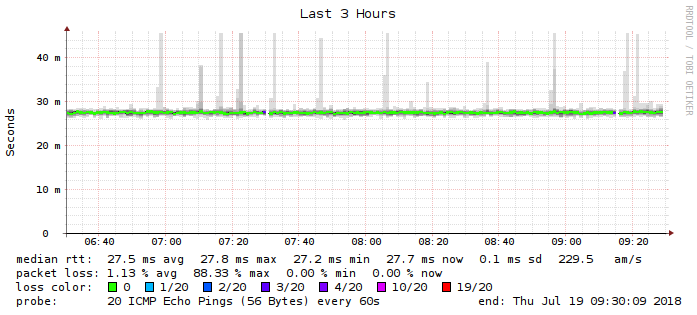 Last 3 Hours
RRDTOOL / TOBI OETIKER
Seconds
40 m
30 m
20 m
10 m
0
06:40 07:00 07:20 07:40 08:00 08:20 08:40 09:00 09:20
median rtt: 27.5 ms avg 27.8 ms max 27.2 ms min 27.7 ms now 0.1 ms sd 229.5 am/s
packet loss: 1.13 % avg 88.33 % max 0.00 % min 0.00 % now
loss color: 0 1/20 2/20 3/20 4/20 10/20 19/20
probe: 20 ICMP Echo Pings (56 Bytes) every 60s end: Thu Jul 19 09:30:09 2018